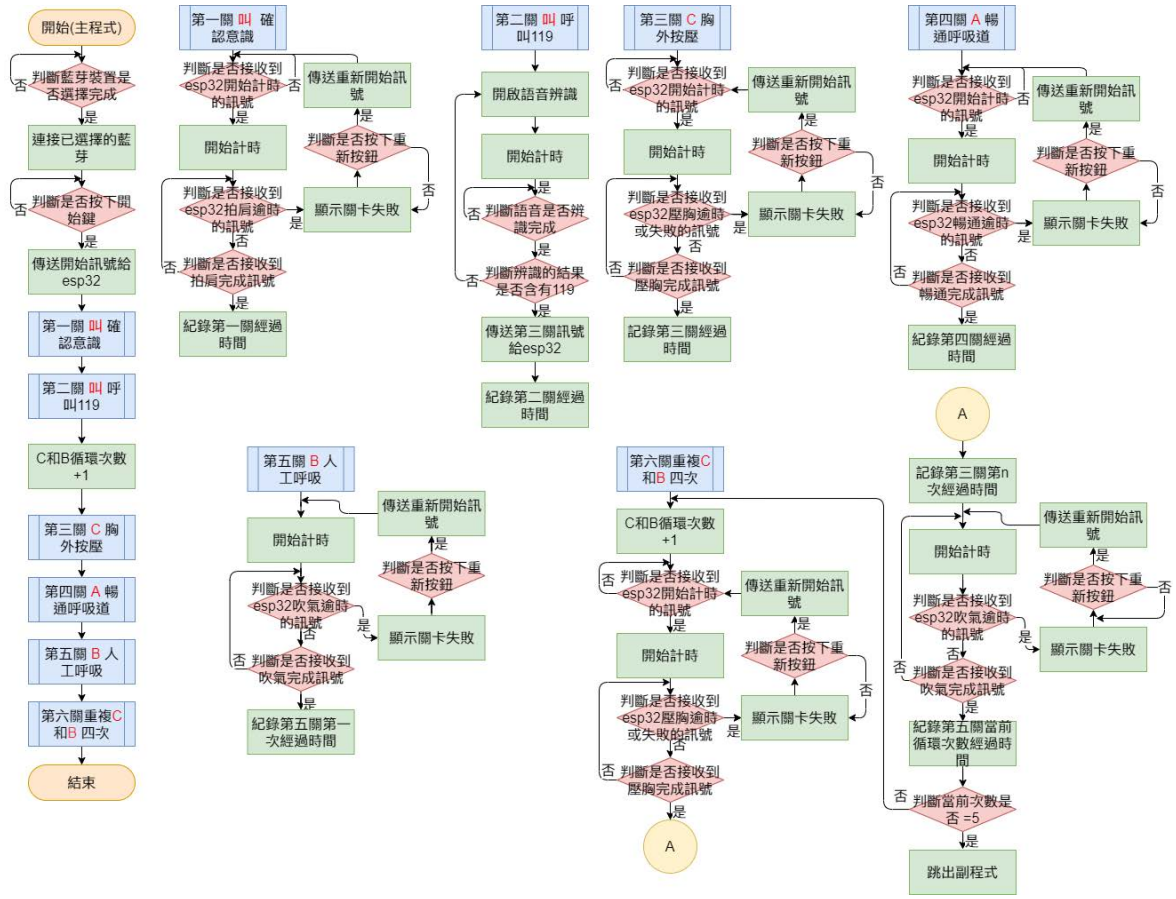 開始(主程式)
判斷藍芽裝置是
否選擇完成
否
是
連接已選擇的藍
芽
判斷是否按下開
始鍵
否
是
傳送開始訊號給
esp32
第一關 叫 確
認意識
第二關 叫 呼
叫119
C和B循環次數
+1
第三關 C 胸
外按壓
第四關 A 暢
通呼吸道
第五關 B 人
工呼吸
第六關重複C
和B 四次
結束
第一關 叫 確
認意識
判斷是否接收到
esp32開始計時
的訊號
否
是
開始計時
判斷是否接收到
esp32拍肩逾時
的訊號
是
否
判斷是否接收到
拍肩完成訊號
否
是
紀錄第一關經過
時間
傳送重新開始訊
號
是
判斷是否按下重
新按鈕
否
顯示關卡失敗
第二關 叫 呼
叫119
開啟語音辨識
開始計時
判斷語音是否辨
識完成
否
是
判斷辨識的結果
是否含有119
否
是
傳送第三關訊號
給esp32
紀錄第二關經過
時間
第三關 C 胸
外按壓
判斷是否接收到
esp32開始計時
的訊號
否
是
開始計時
判斷是否接收到
esp32壓胸逾時
或失敗的訊號
是
否
判斷是否接收到
壓胸完成訊號
否
是
記錄第三關經過
時間
傳送重新開始訊
號
是
判斷是否按下重
新按鈕
否
顯示關卡失敗
第四關 A 暢
通呼吸道
判斷是否接收到
esp32開始計時
的訊號
否
是
開始計時
判斷是否接收到
esp32暢通逾時
的訊號
是
否
判斷是否接收到
暢通完成訊號
否
是
紀錄第四關經過
時間
傳送重新開始訊
號
是
判斷是否按下重
新按鈕
否
顯示關卡失敗
第五關 B 人
工呼吸
開始計時
判斷是否接收到
esp32吹氣逾時
的訊號
是
否
判斷是否接收到
吹氣完成訊號
否
是
紀錄第五關第一
次經過時間
傳送重新開始訊
號
是
判斷是否按下重
新按鈕
否
顯示關卡失敗
第六關重複C
和B 四次
C和B循環次數
+1
判斷是否接收到
esp32開始計時
的訊號
否
是
開始計時
判斷是否接收到
esp32壓胸逾時
或失敗的訊號
是
否
判斷是否接收到
壓胸完成訊號
否
是
A
傳送重新開始訊
號
是
判斷是否按下重
新按鈕
否
顯示關卡失敗
A
記錄第三關第n
次經過時間
開始計時
判斷是否接收到
esp32吹氣逾時
的訊號
是
否
判斷是否接收到
吹氣完成訊號
否
是
紀錄第五關當前
循環次數經過時
間
判斷當前次數是
否 =5
否
是
跳出副程式
傳送重新開始訊
號
是
判斷是否按下重
新按鈕
否
顯示關卡失敗